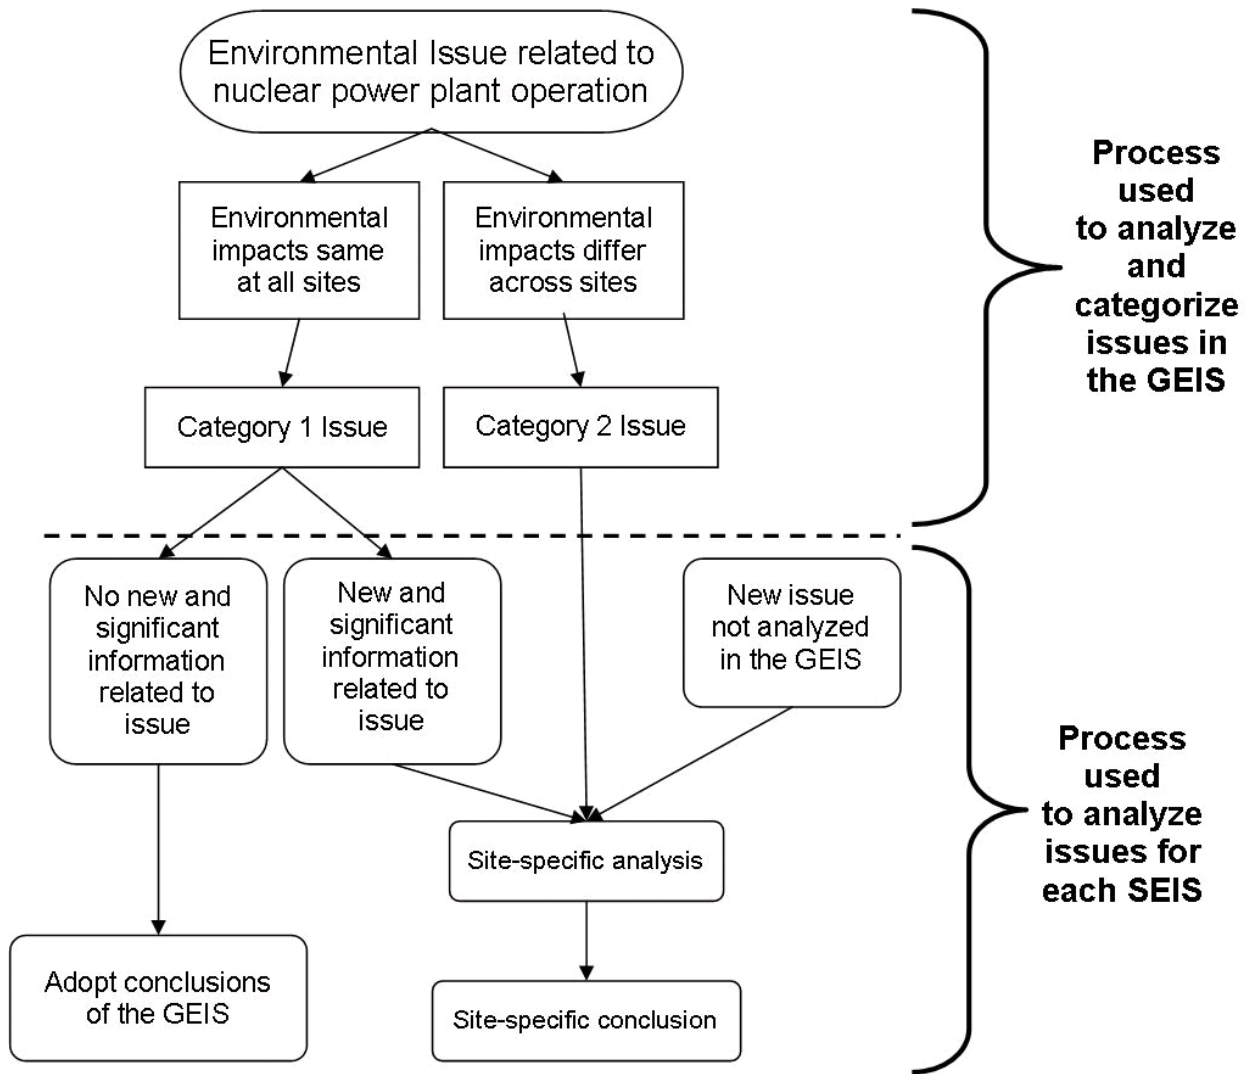 Environmental Issue related to
nuclear power plant operation
Environmental
impacts same
at all sites
Environmental
impacts differ
across sites
Process
used
to analyze
and
categorize
issues in
the GEIS
Category 1 Issue
Category 2 Issue
No new and
significant
information
related to
issue
New and
significant
information
related to
issue
New issue
not analyzed
in the GEIS
Process
used
to analyze
issues for
each SEIS
Site-specific analysis
Adopt conclusions
of the GEIS
Site-specific conclusion